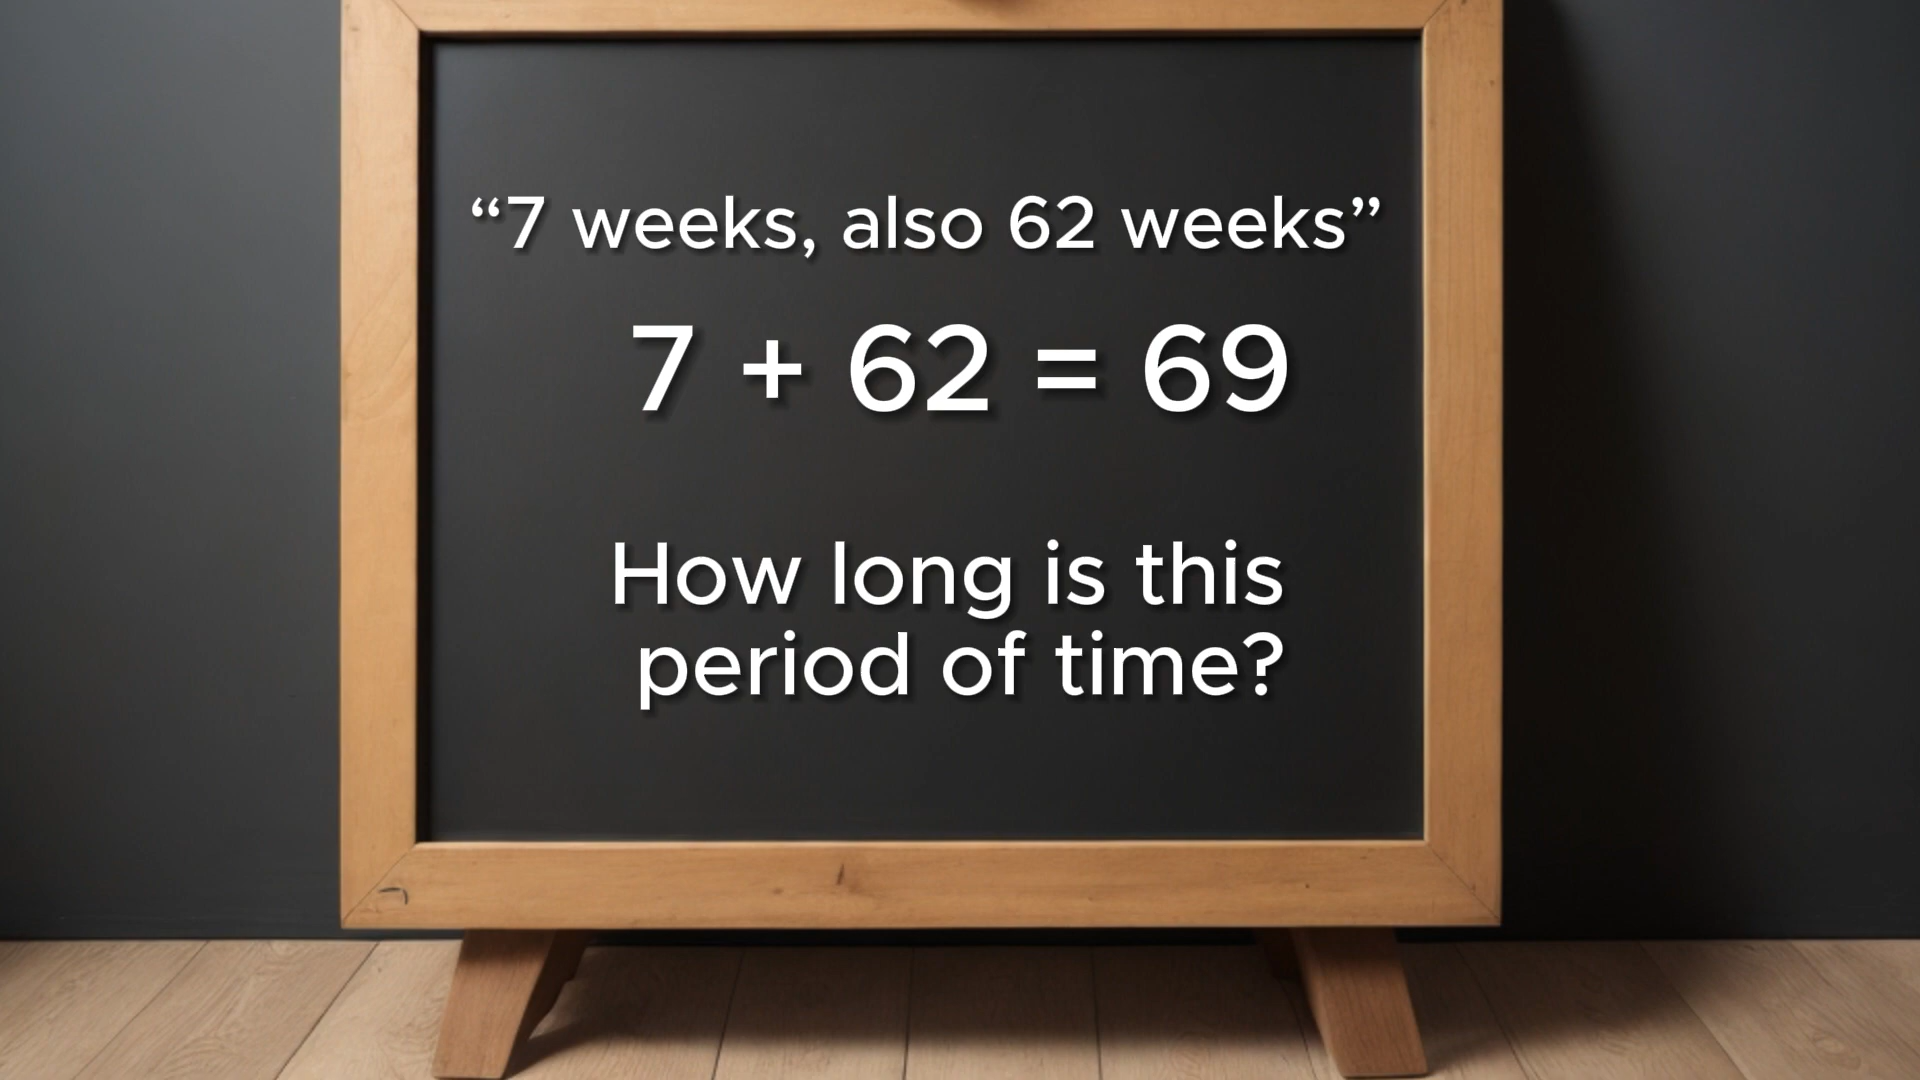 “7 weeks, also 62 weeks”
7 + 62 = 69
How long is this
period of time?